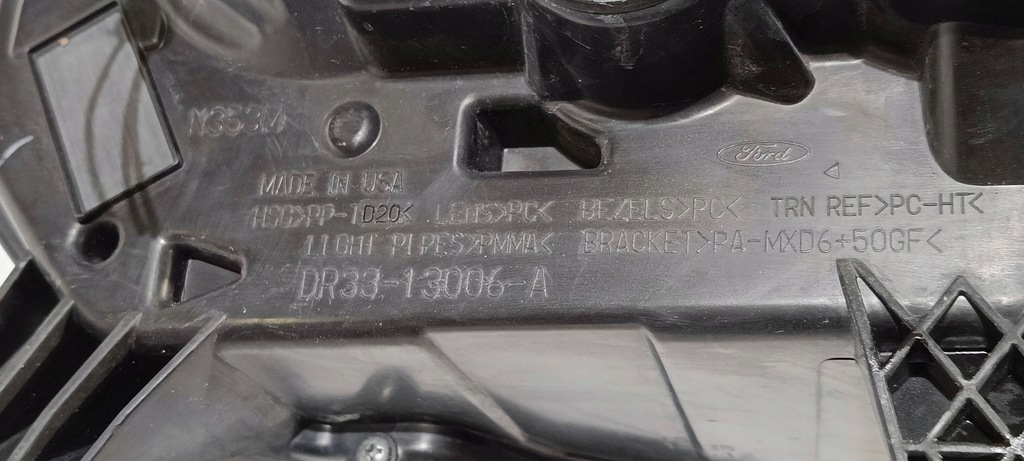 N353M
Ford
MADE IN USA
HSG>PP-TD20< LENS>PC< BEZELS>PC< TRN REF>PC-HT<
LIGHT PIPES>PMMA< BRACKET>PA-MXD6+50GF<
DR33-13006-A